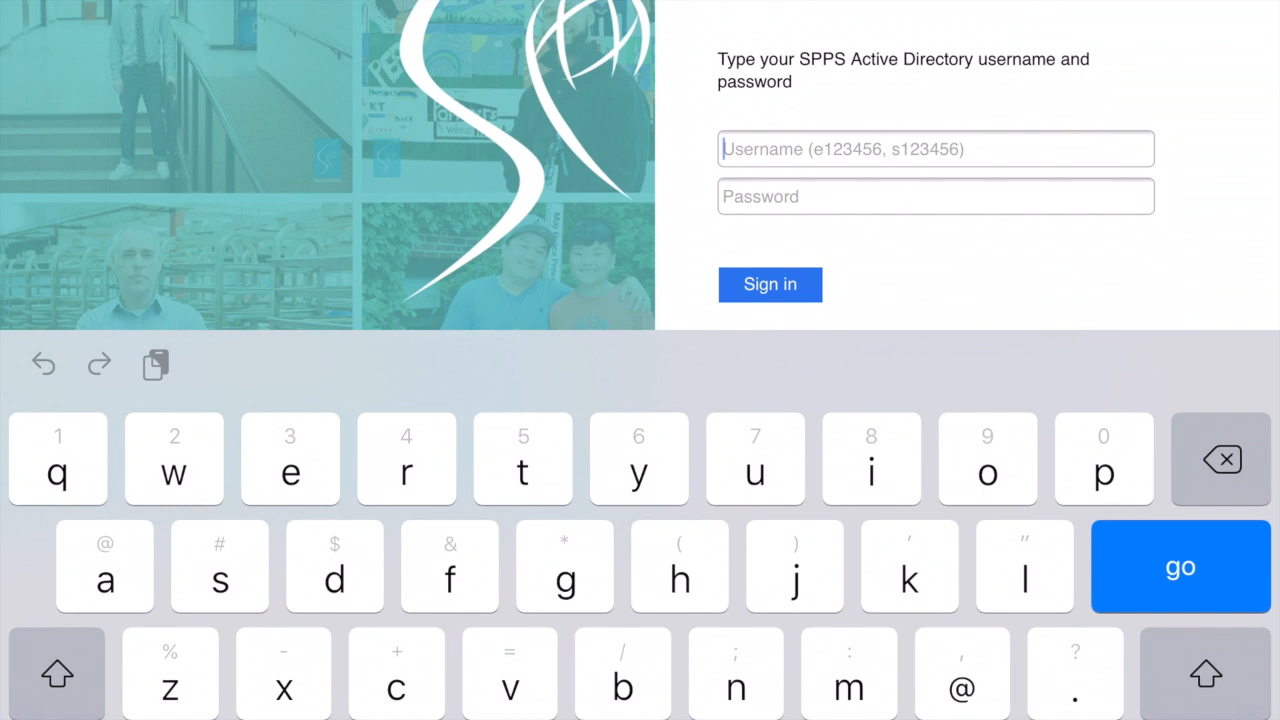 Type your SPPS Active Directory username and
password
Username (e123456, s123456)
Password
Sign in
1 2 3 4 5 6 7 8 9 0
q w e r t y u i o p
@ # $ & * ( ) ' "
a s d f g h j k l go
% - + = / ; : , ?
z x c v b n m @ .